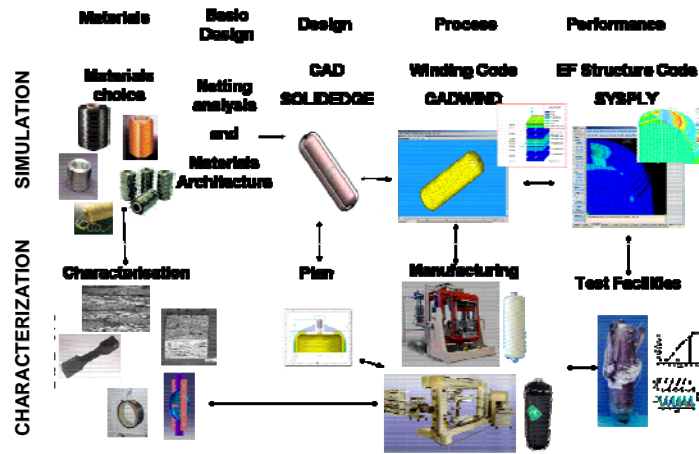 Materials
Basic
Design
Design
Process
Performance
SIMULATION
Materials
choice
Netting
analysis
and
Materials
Architecture
CAD
SOLIDEDGE
Winding Code
CADWIND
EF Structure Code
SYSPLY
CHARACTERIZATION
Characterisation
Plan
Manufacturing
Test Facilities